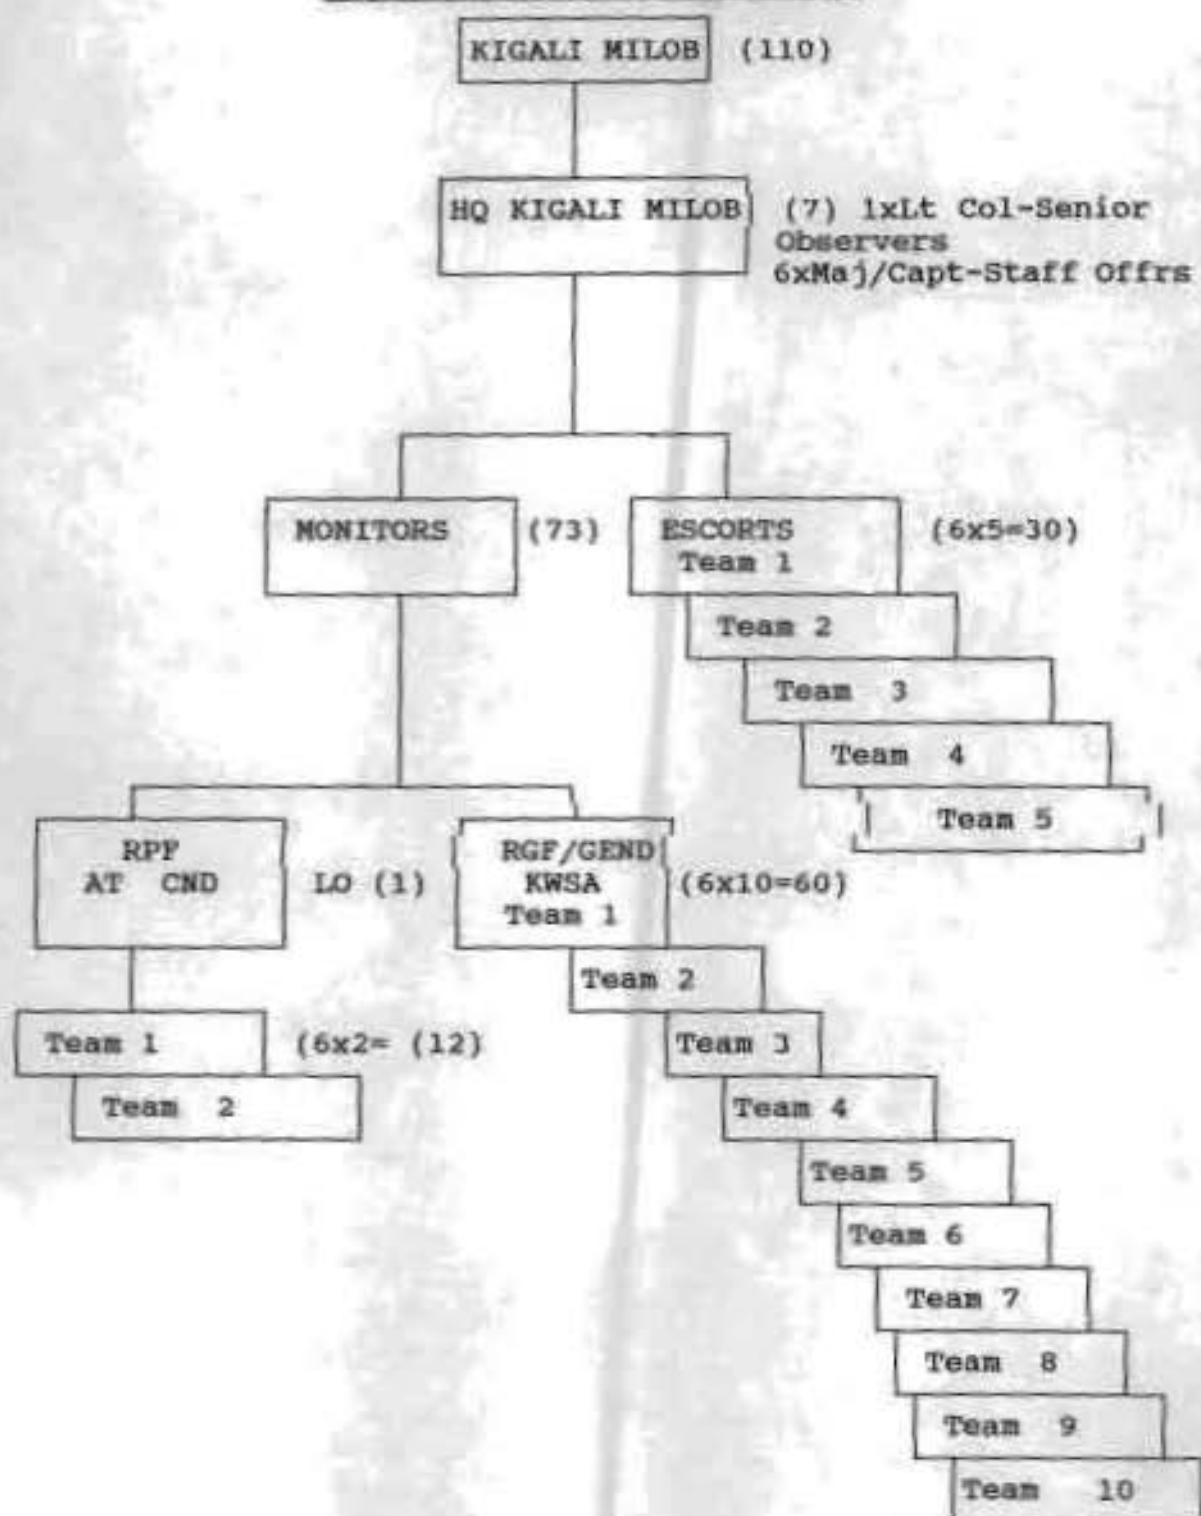 KIGALI MILOB (110)
HQ KIGALI MILOB (7) 1xLt Col-Senior
Observers
6xMaj/Capt-Staff Offrs
MONITORS (73)
ESCORTS (6x5=30)
Team 1
Team 2
Team 3
Team 4
Team 5
RPF
AT CND LO (1)
Team 1 (6x2= (12)
Team 2
RGF/GEND
KWSA (6x10=60)
Team 1
Team 2
Team 3
Team 4
Team 5
Team 6
Team 7
Team 8
Team 9
Team 10